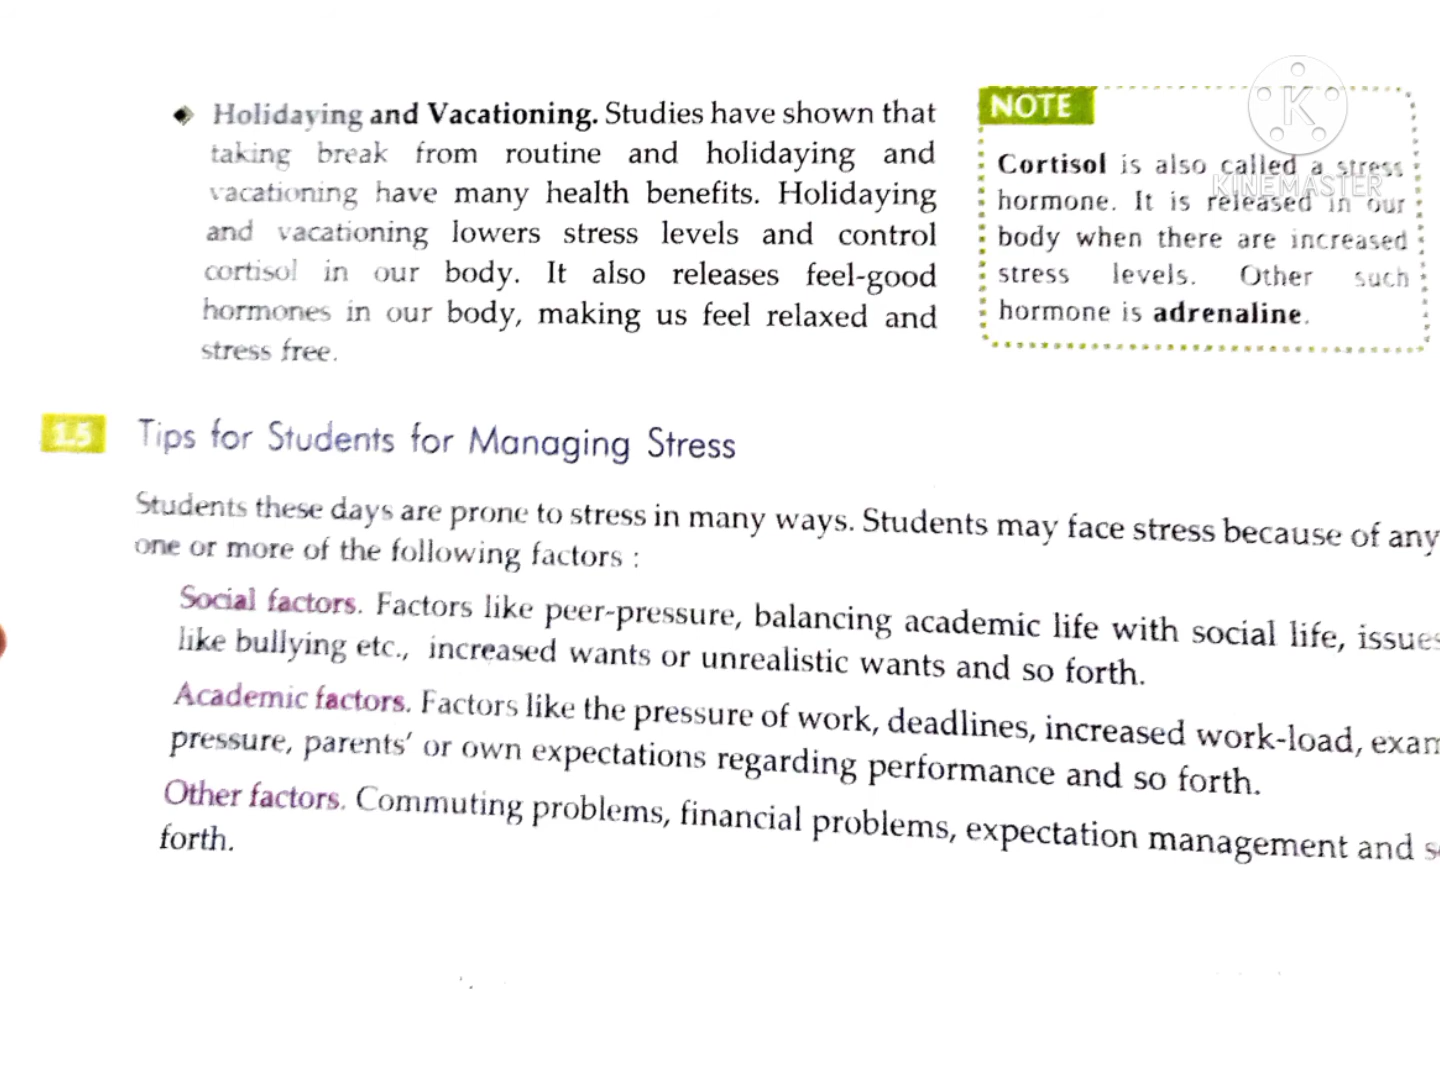 Holidaying and Vacationing. Studies have shown that
taking break from routine and holidaying and
vacationing have many health benefits. Holidaying
and vacationing lowers stress levels and control
cortisol in our body. It also releases feel-good
hormones in our body, making us feel relaxed and
stress free.
NOTE
Cortisol is also called a stress
hormone. It is released in our
body when there are increased
stress levels. Other such
hormone is adrenaline.
K
KINEMASTER
1.5 Tips for Students for Managing Stress
Students these days are prone to stress in many ways. Students may face stress because of any
one or more of the following factors :
Social factors. Factors like peer-pressure, balancing academic life with social life, issues
like bullying etc., increased wants or unrealistic wants and so forth.
Academic factors. Factors like the pressure of work, deadlines, increased work-load, exam
pressure, parents' or own expectations regarding performance and so forth.
Other factors. Commuting problems, financial problems, expectation management and
forth.